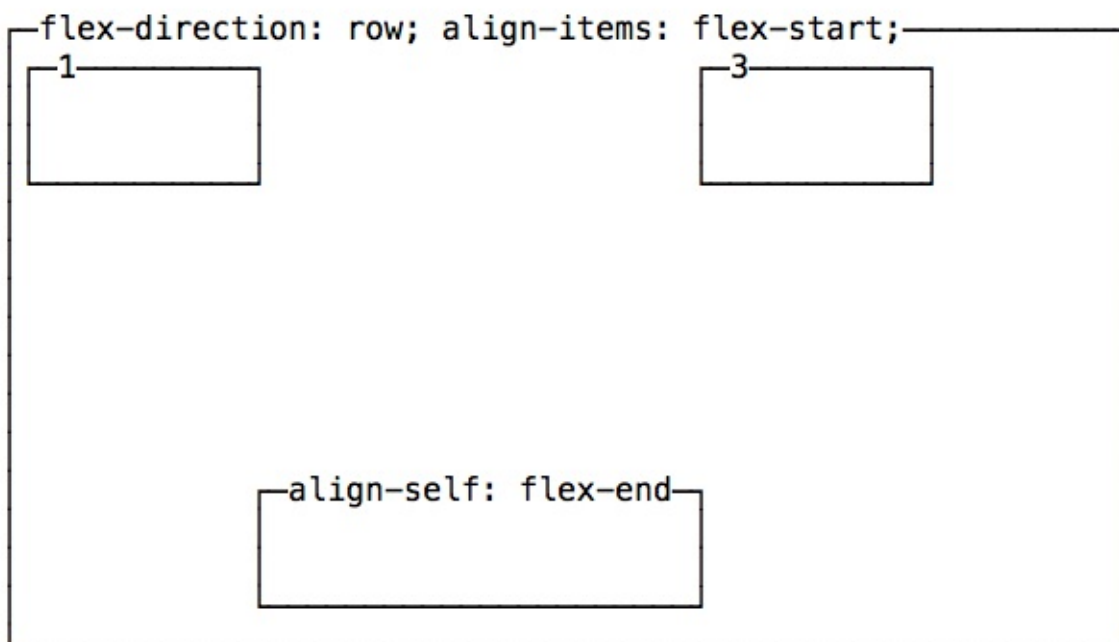 flex-direction: row; align-items: flex-start;
1
3
align-self: flex-end